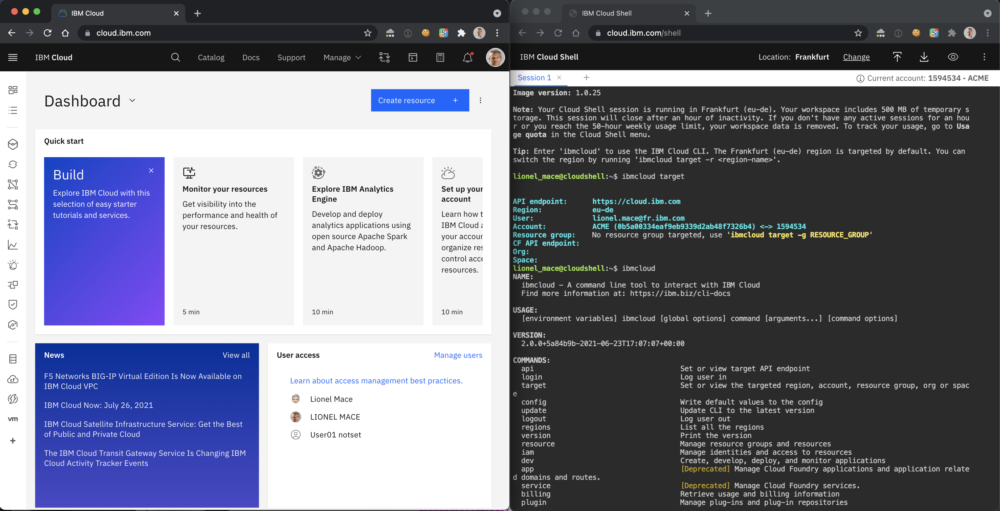 IBM Cloud
cloud.ibm.com
IBM Cloud
Catalog
Docs
Support
Manage
Dashboard
Create resource +
Quick start
Build
Explore IBM Cloud with this
selection of easy starter
tutorials and services.
Monitor your resources
Get visibility into the
performance and health of
your resources.
5 min
Explore IBM Analytics
Engine
Develop and deploy
analytics applications using
open source Apache Spark
and Apache Hadoop.
10 min
Set up your
account
Learn how t
IBM Cloud a
your accour
organize res
control acce
resources.
10 min
News
View all
F5 Networks BIG-IP Virtual Edition Is Now Available on
IBM Cloud VPC
IBM Cloud Now: July 26, 2021
IBM Cloud Satellite Infrastructure Service: Get the Best
of Public and Private Cloud
The IBM Cloud Transit Gateway Service Is Changing IBM
Cloud Activity Tracker Events
User access
Manage users
Learn about access management best practices.
Lionel Mace
LIONEL MACE
User01 notset
cf
vm
IBM Cloud Shell
cloud.ibm.com/shell
IBM Cloud Shell
Location: Frankfurt
Change
Session 1
Current account: 1594534 - ACME
Image version: 1.0.25
Note: Your Cloud Shell session is running in Frankfurt (eu-de). Your workspace includes 500 MB of temporary s
torage. This session will close after an hour of inactivity. If you don't have any active sessions for an hou
r or you reach the 50-hour weekly usage limit, your workspace data is removed. To track your usage, go to Usa
ge quota in the Cloud Shell menu.
Tip: Enter 'ibmcloud' to use the IBM Cloud CLI. The Frankfurt (eu-de) region is targeted by default. You can
switch the region by running 'ibmcloud target -r <region-name>'.
lionel_mace@cloudshell:~$ ibmcloud target
API endpoint: https://cloud.ibm.com
Region: eu-de
User: lionel.mace@fr.ibm.com
Account: ACME (0b5a00334eaf9eb9339d2ab48f7326b4) <-> 1594534
Resource group: No resource group targeted, use 'ibmcloud target -g RESOURCE_GROUP'
CF API endpoint:
Org:
Space:
lionel_mace@cloudshell:~$ ibmcloud
NAME:
ibmcloud - A command line tool to interact with IBM Cloud
Find more information at: https://ibm.biz/cli-docs
USAGE:
[environment variables] ibmcloud [global options] command [arguments...] [command options]
VERSION:
2.0.0+5a84b9b-2021-06-23T17:07:07+00:00
COMMANDS:
api Set or view target API endpoint
login Log user in
target Set or view the targeted region, account, resource group, org or spac
e
config Write default values to the config
update Update CLI to the latest version
logout Log user out
regions List all the regions
version Print the version
resource Manage resource groups and resources
iam Manage identities and access to resources
dev Create, develop, deploy, and monitor applications
app [Deprecated] Manage Cloud Foundry applications and application relate
d domains and routes.
service [Deprecated] Manage Cloud Foundry services.
billing Retrieve usage and billing information
plugin Manage plug-ins and plug-in repositories